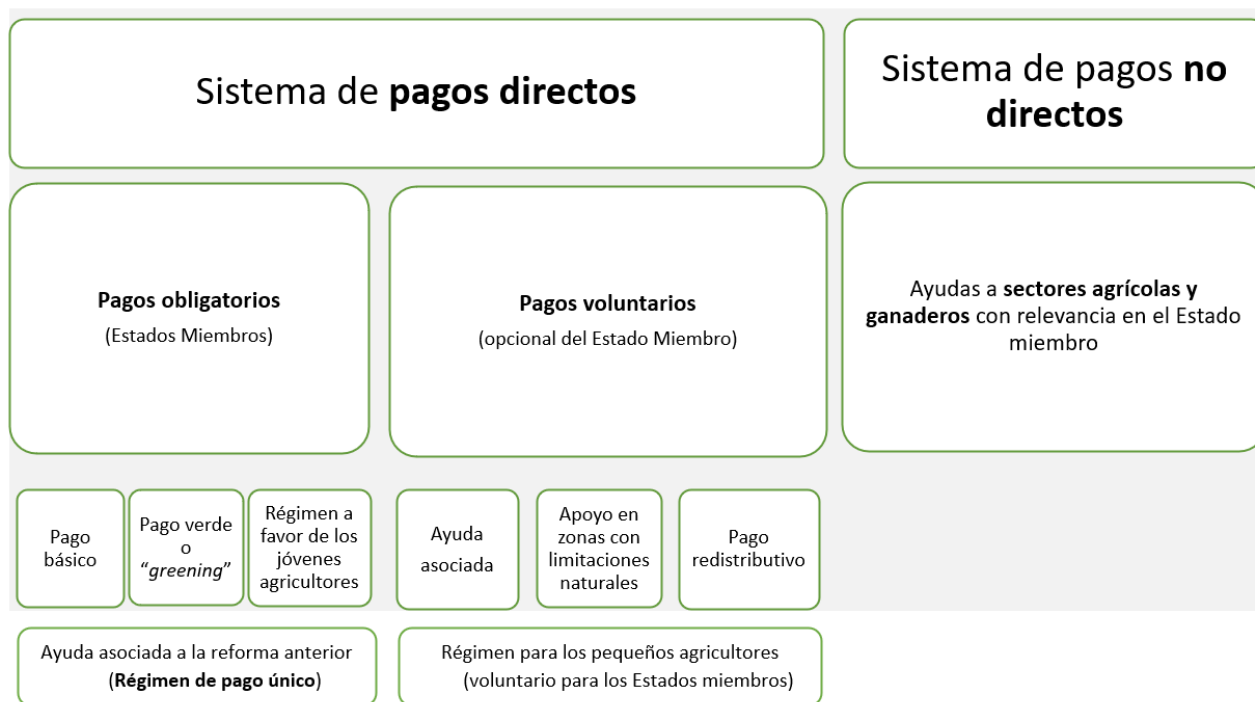 Sistema de pagos directos
Sistema de pagos no
directos
Pagos obligatorios
(Estados Miembros)
Pagos voluntarios
(opcional del Estado Miembro)
Ayudas a sectores agrícolas y
ganaderos con relevancia en el Estado
miembro
Pago
básico
Pago verde
o
“greening”
Régimen a
favor de los
jóvenes
agricultores
Ayuda
asociada
Apoyo en
zonas con
limitaciones
naturales
Pago
redistributivo
Ayuda asociada a la reforma anterior
(Régimen de pago único)
Régimen para los pequeños agricultores
(voluntario para los Estados miembros)